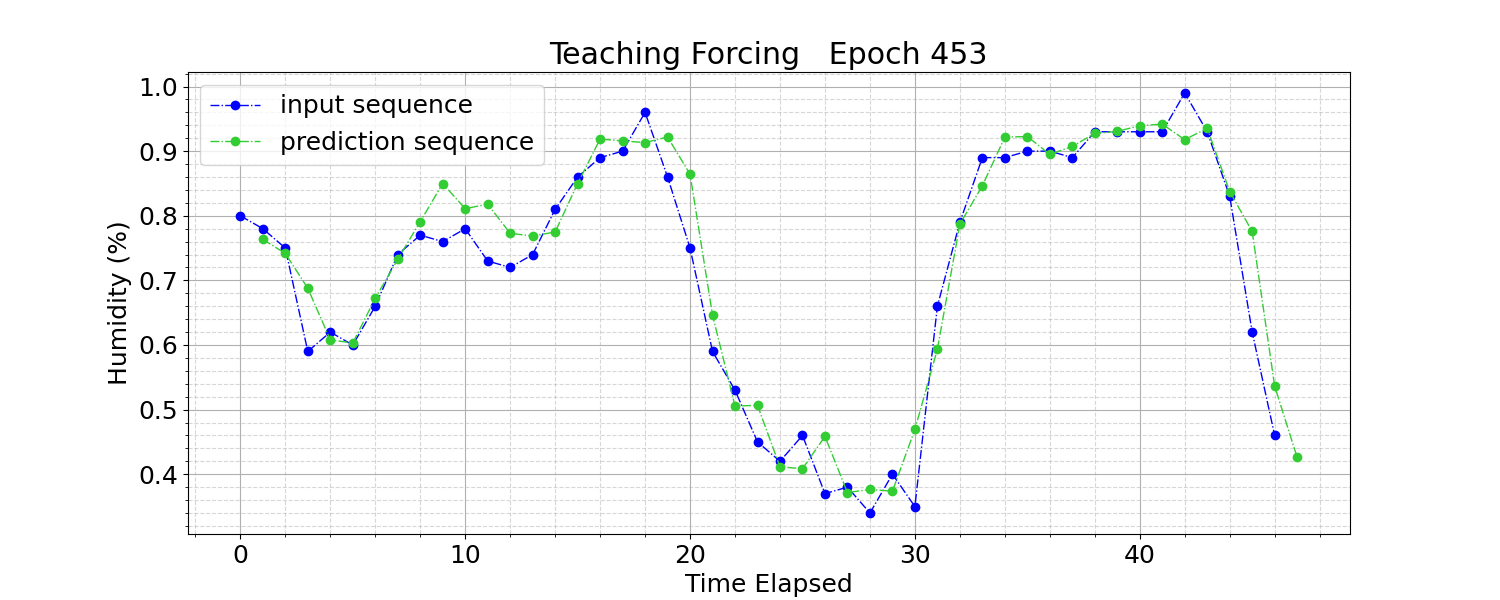 Teaching Forcing   Epoch 453
input sequence
prediction sequence
Humidity (%)
1.0
0.9
0.8
0.7
0.6
0.5
0.4
0 10 20 30 40
Time Elapsed